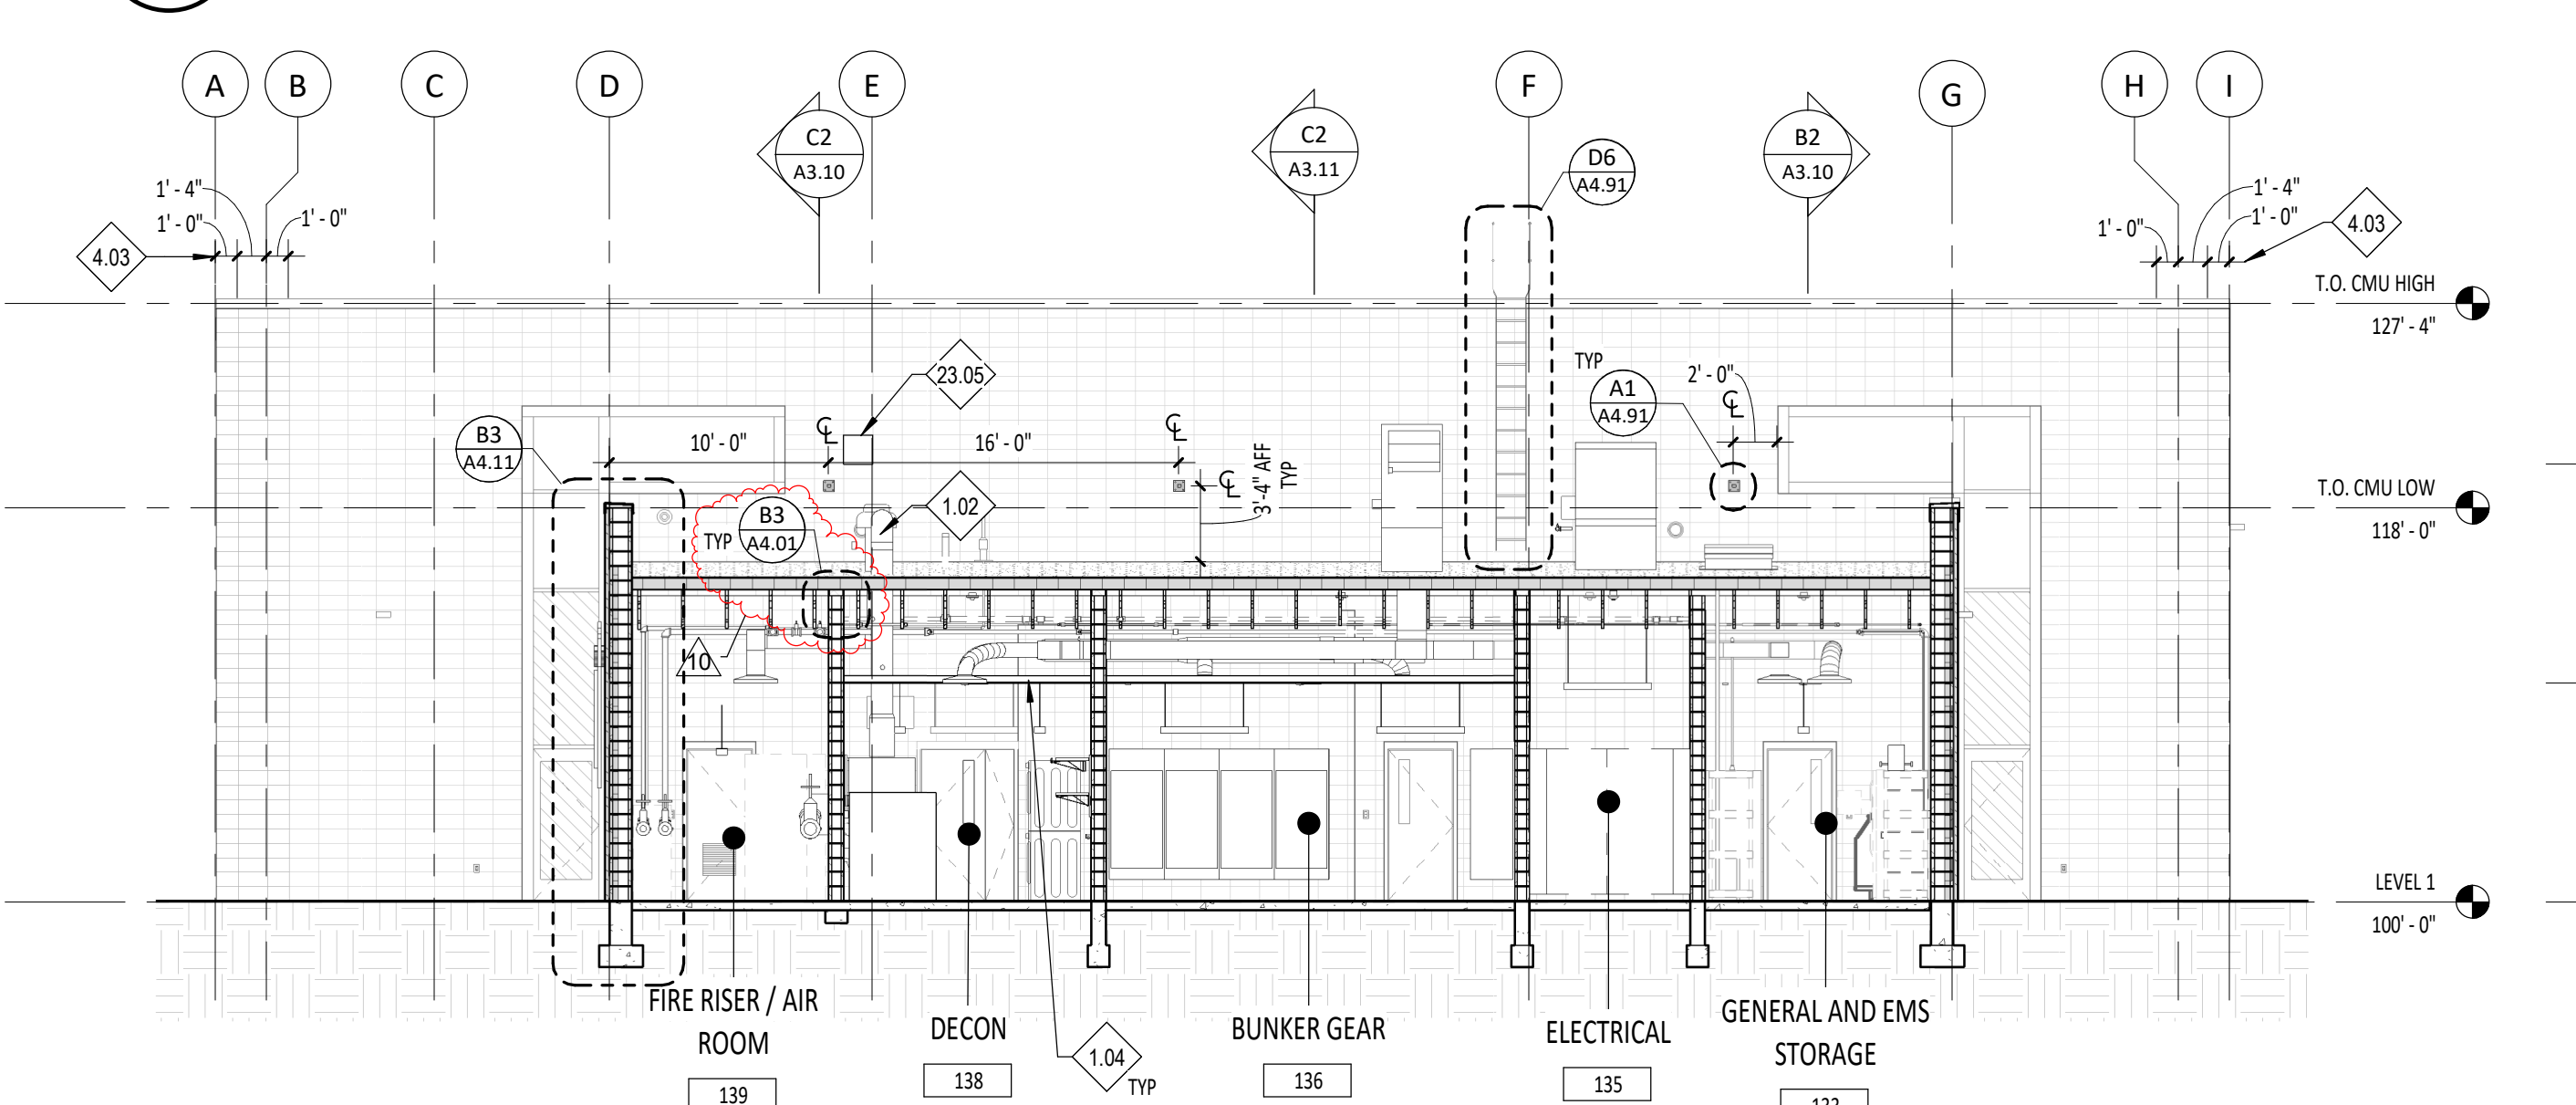 A
B
C
D
E
F
G
H
I
C2
A3.10
C2
A3.11
D6
A4.91
B2
A3.10
1' - 4"
1' - 0"
1' - 0"
4.03
1' - 4"
1' - 0"
1' - 0"
4.03
T.O. CMU HIGH
127' - 4"
23.05
TYP
A1
A4.91
2' - 0"
B3
A4.11
10' - 0"
16' - 0"
3'-4" AFF
TYP
1.02
T.O. CMU LOW
118' - 0"
TYP
B3
A4.01
10
LEVEL 1
100' - 0"
FIRE RISER / AIR
ROOM
139
DECON
138
1.04
TYP
BUNKER GEAR
136
ELECTRICAL
135
GENERAL AND EMS
STORAGE